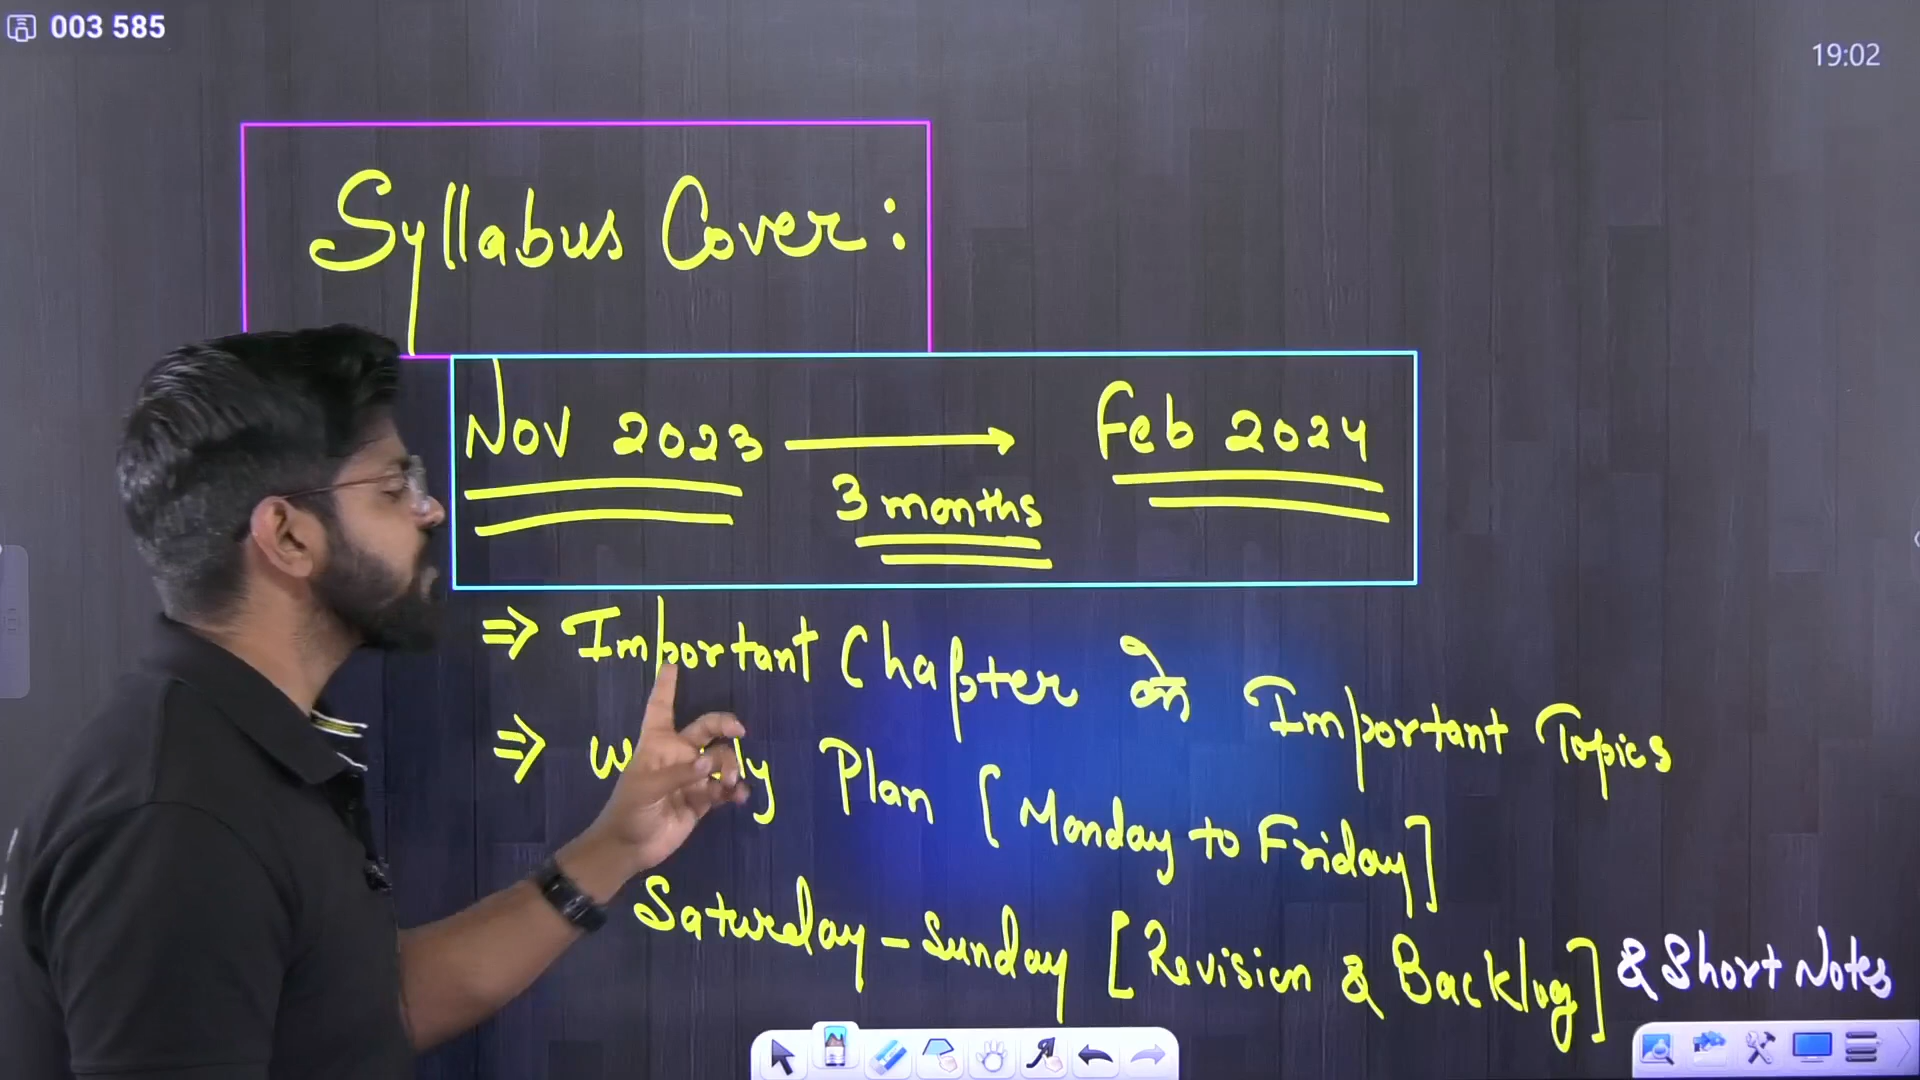 003 585
19:02
Syllabus Cover:
Nov 2023 → Feb 2024
3 months
⇒ Important Chapter के Important Topics
⇒ Plan [Monday to Friday]
Saturday - Sunday [Revision & Backlog] & Short Notes